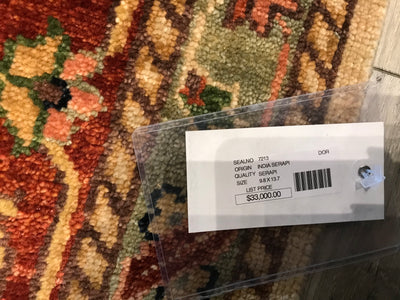 DOR
SEALNO 7213
ORIGIN INDIA SERAPI
QUALITY SERAPI
SIZE 9.8 X 13.7
LIST PRICE
$33,000.00